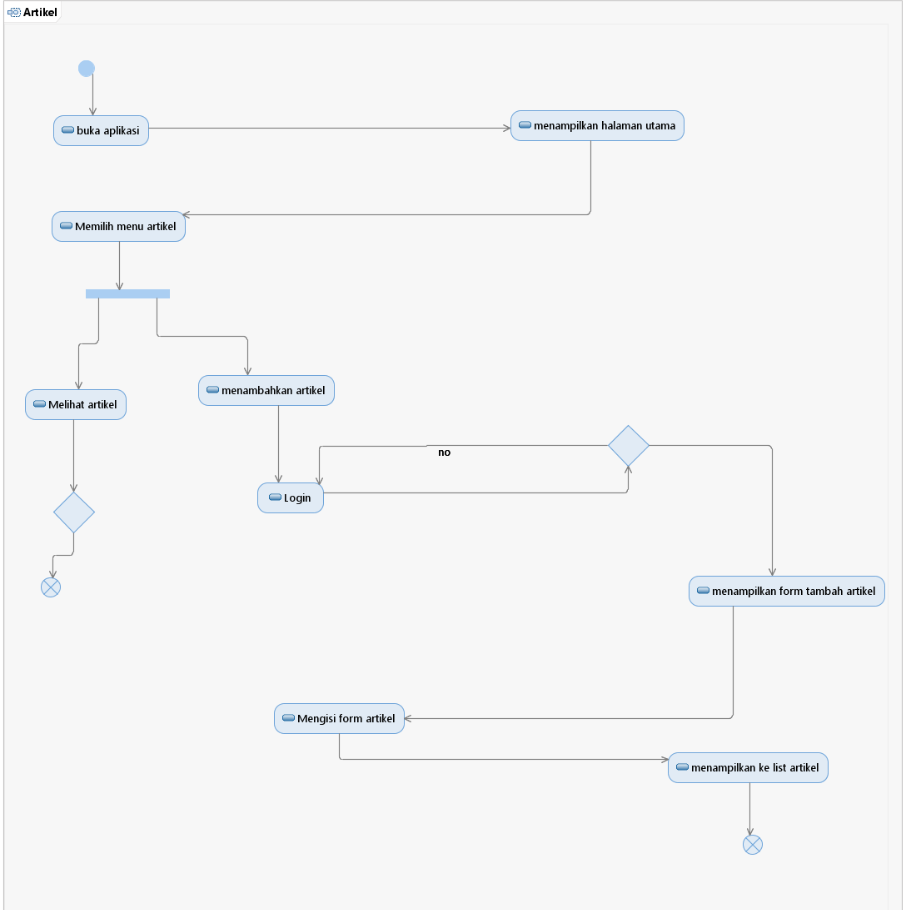 Artikel
buka aplikasi
menampilkan halaman utama
Memilih menu artikel
Melihat artikel
menambahkan artikel
no
Login
menampilkan form tambah artikel
Mengisi form artikel
menampilkan ke list artikel